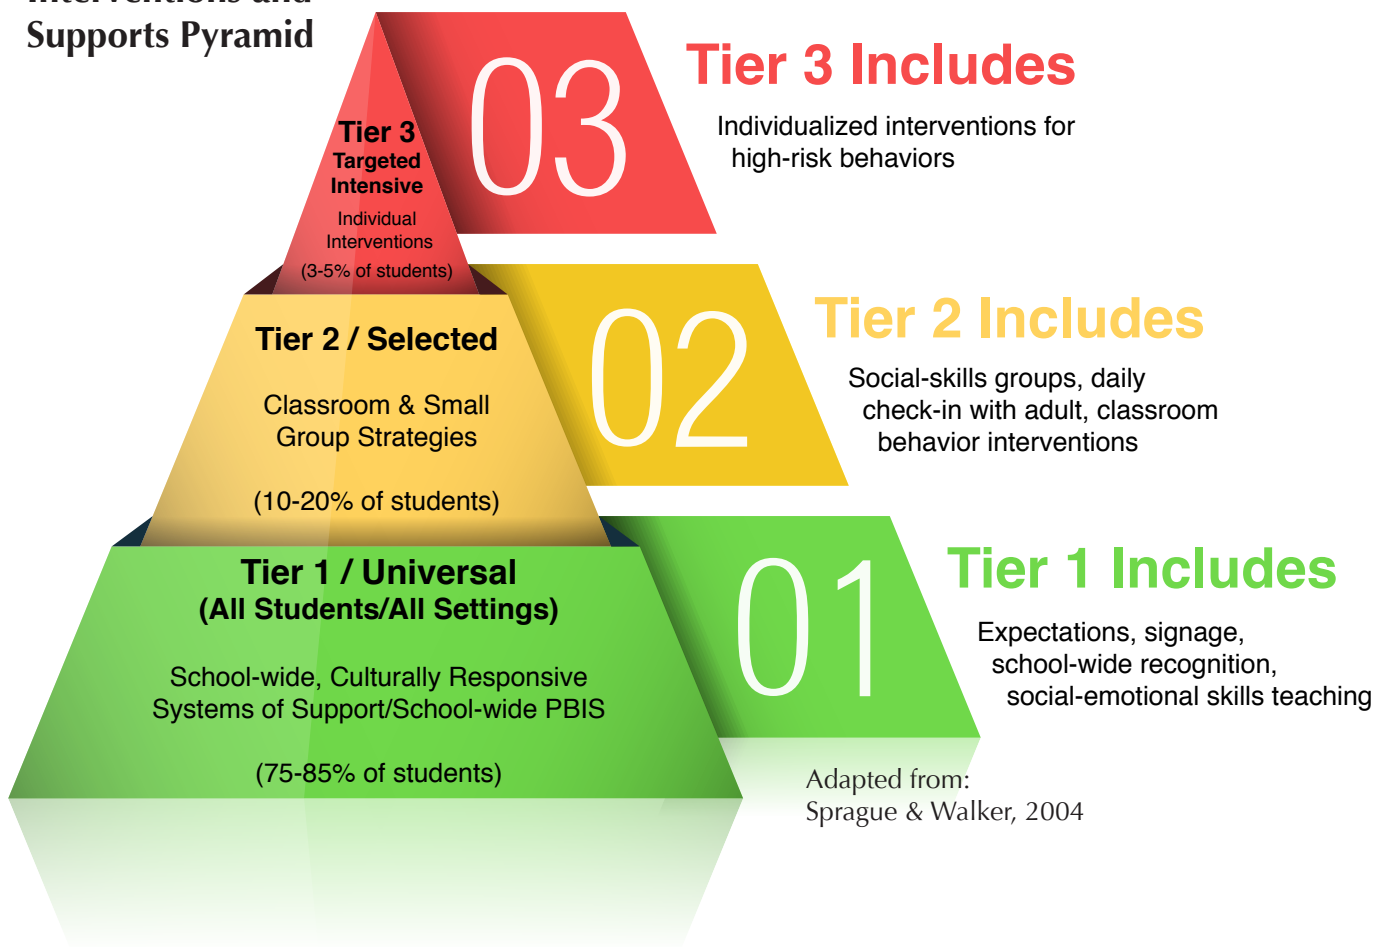 Interventions and
Supports Pyramid
Tier 3
Targeted
Intensive
Individual
Interventions
(3-5% of students)
03
Tier 3 Includes
Individualized interventions for
high-risk behaviors
Tier 2 / Selected
Classroom & Small
Group Strategies
(10-20% of students)
02
Tier 2 Includes
Social-skills groups, daily
check-in with adult, classroom
behavior interventions
Tier 1 / Universal
(All Students/All Settings)
School-wide, Culturally Responsive
Systems of Support/School-wide PBIS
(75-85% of students)
01
Tier 1 Includes
Expectations, signage,
school-wide recognition,
social-emotional skills teaching
Adapted from:
Sprague & Walker, 2004